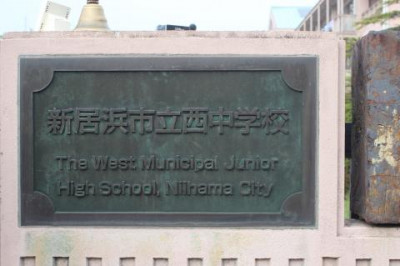 新居浜市立西中学校
The West Municipal Junior
High School, Niihama City